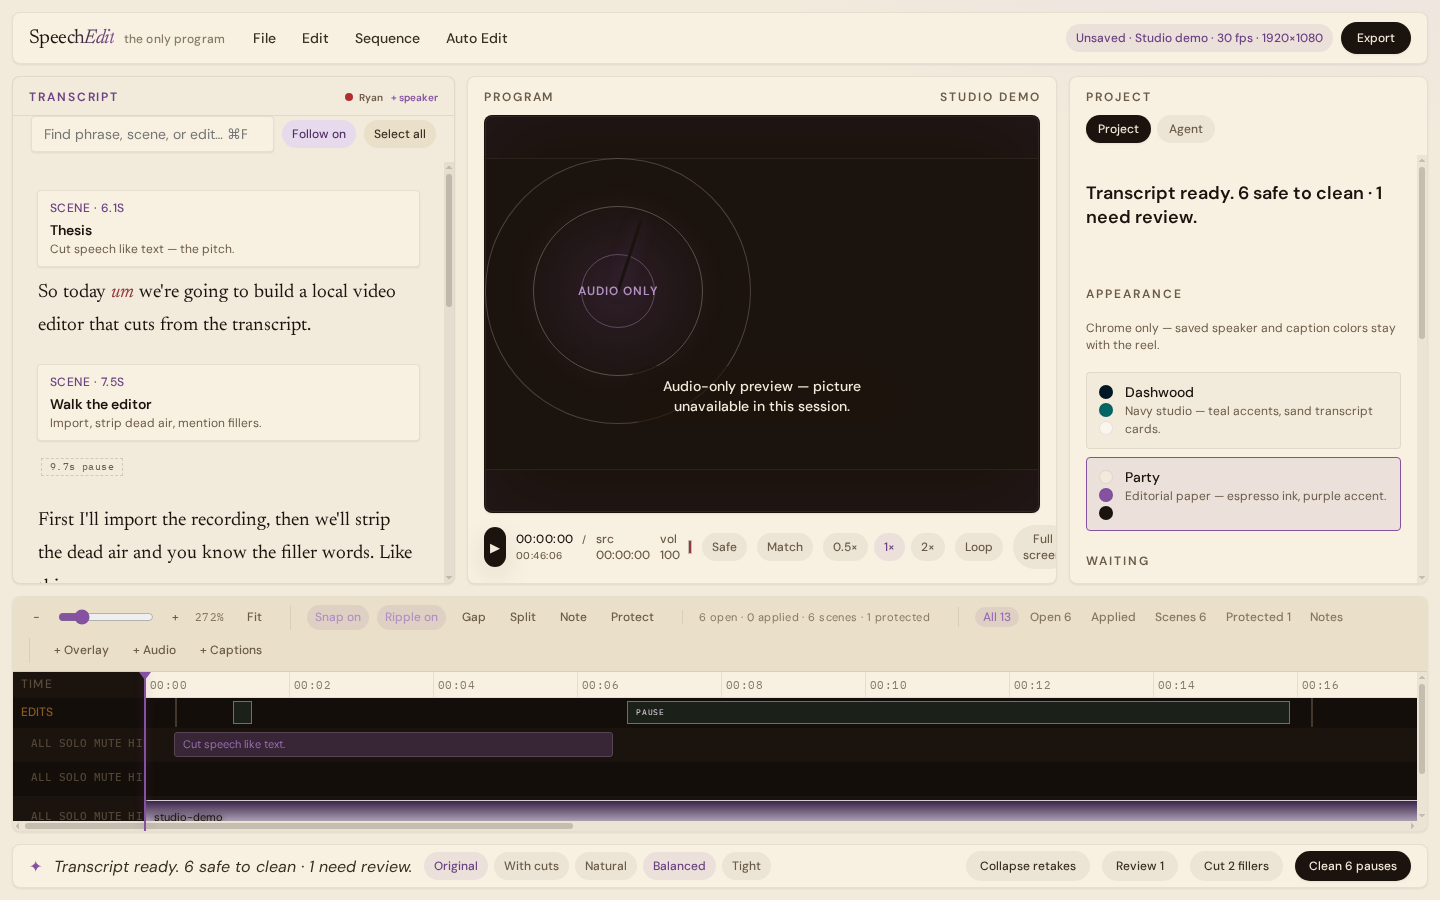 SpeechEdit the only program File Edit Sequence Auto Edit Unsaved · Studio demo · 30 fps · 1920×1080 Export
TRANSCRIPT Ryan + speaker
Find phrase, scene, or edit... ⌘F Follow on Select all
SCENE · 6.1S
Thesis
Cut speech like text — the pitch.
So today um we're going to build a local video
editor that cuts from the transcript.
SCENE · 7.5S
Walk the editor
Import, strip dead air, mention fillers.
9.7s pause
First I'll import the recording, then we'll strip
the dead air and you know the filler words. Like
PROGRAM STUDIO DEMO
AUDIO ONLY
Audio-only preview — picture
unavailable in this session.
▶ 00:00:00 / src vol Safe Match 0.5× 1× 2× Loop Full
00:46:06 00:00:00 100
PROJECT
Project Agent
Transcript ready. 6 safe to clean · 1
need review.
APPEARANCE
Chrome only — saved speaker and caption colors stay
with the reel.
Dashwood
Navy studio — teal accents, sand transcript
cards.
Party
Editorial paper — espresso ink, purple accent.
WAITING
− + 272% Fit Snap on Ripple on Gap Split Note Protect 6 open · 0 applied · 6 scenes · 1 protected All 13 Open 6 Applied Scenes 6 Protected 1 Notes
+ Overlay + Audio + Captions
TIME 00:00 00:02 00:04 00:06 00:08 00:10 00:12 00:14 00:16
EDITS PAUSE
ALL SOLO MUTE HI Cut speech like text.
ALL SOLO MUTE HI
ALL SOLO MUTE HI studio-demo
✦ Transcript ready. 6 safe to clean · 1 need review. Original With cuts Natural Balanced Tight Collapse retakes Review 1 Cut 2 fillers Clean 6 pauses